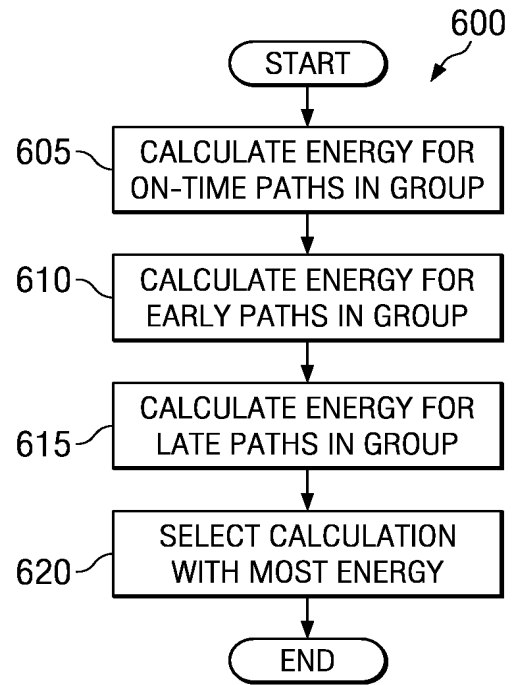 600
START
605
CALCULATE ENERGY FOR
ON-TIME PATHS IN GROUP
610
CALCULATE ENERGY FOR
EARLY PATHS IN GROUP
615
CALCULATE ENERGY FOR
LATE PATHS IN GROUP
620
SELECT CALCULATION
WITH MOST ENERGY
END